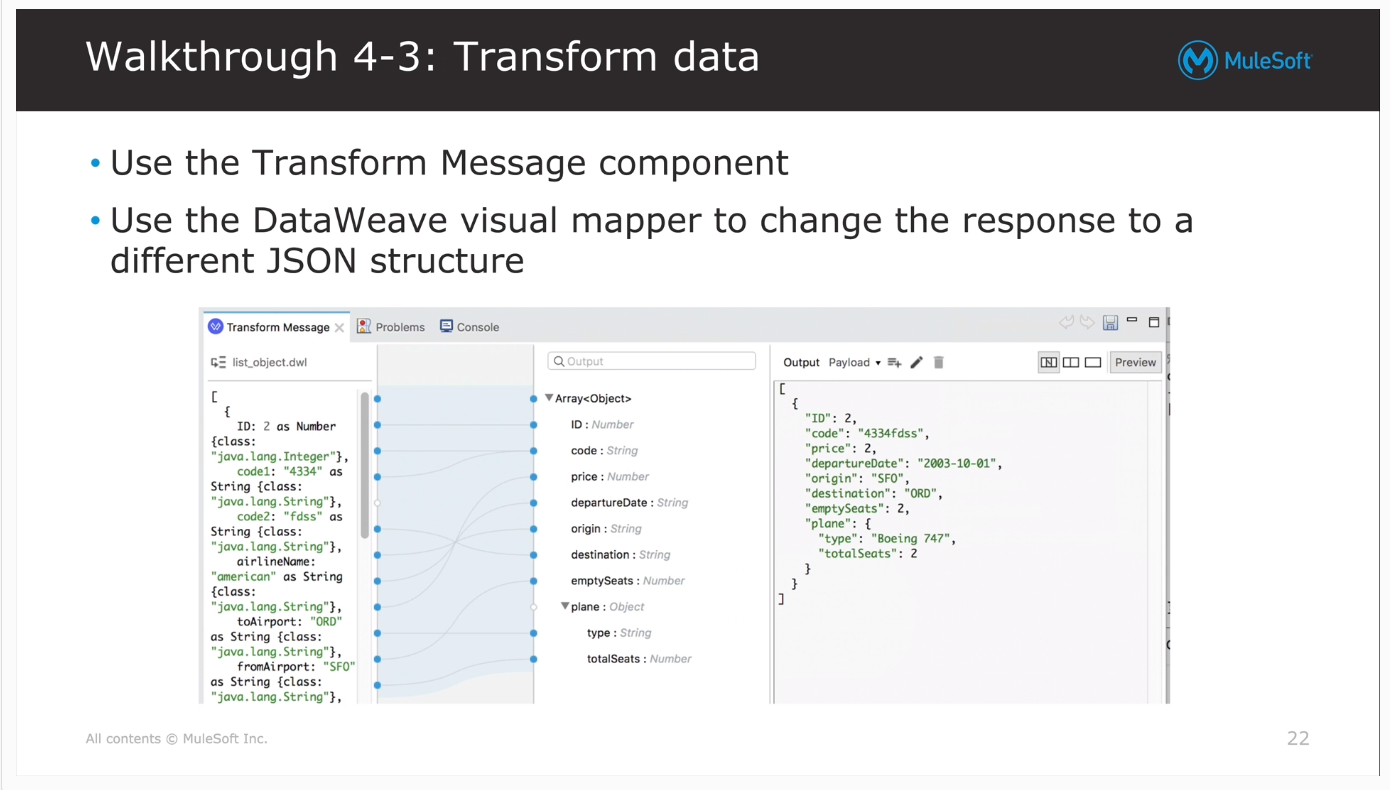 Walkthrough 4-3: Transform data
MuleSoft
• Use the Transform Message component
• Use the DataWeave visual mapper to change the response to a
different JSON structure
Transform Message
Problems
Console
list_object.dwl
[
{
ID: 2 as Number
{class:
"java.lang.Integer"},
code1: "4334" as
String {class:
"java.lang.String"},
code2: "fdss" as
String {class:
"java.lang.String"},
airlineName:
"american" as String
{class:
"java.lang.String"},
toAirport: "ORD"
as String {class:
"java.lang.String"},
fromAirport: "SFO"
as String {class:
"java.lang.String"},
Output
Array<Object>
ID : Number
code : String
price : Number
departureDate : String
origin : String
destination : String
emptySeats : Number
plane : Object
type : String
totalSeats : Number
Output Payload
Preview
[
{
"ID": 2,
"code": "4334fdss",
"price": 2,
"departureDate": "2003-10-01",
"origin": "SFO",
"destination": "ORD",
"emptySeats": 2,
"plane": {
"type": "Boeing 747",
"totalSeats": 2
}
}
]
All contents © MuleSoft Inc.
22